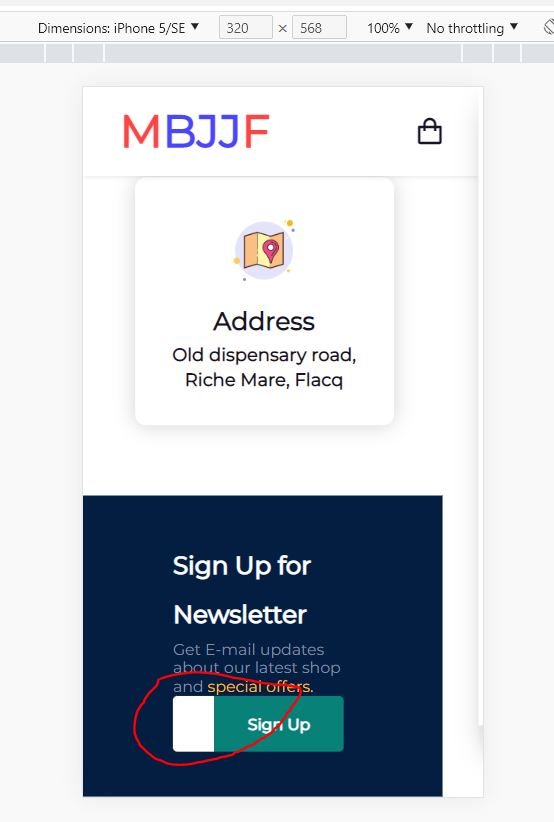 Dimensions: iPhone 5/SE ▼ 320 × 568 100% ▼ No throttling ▼
MBJJF
Address
Old dispensary road,
Riche Mare, Flacq
Sign Up for
Newsletter
Get E-mail updates
about our latest shop
and special offers.
Sign Up